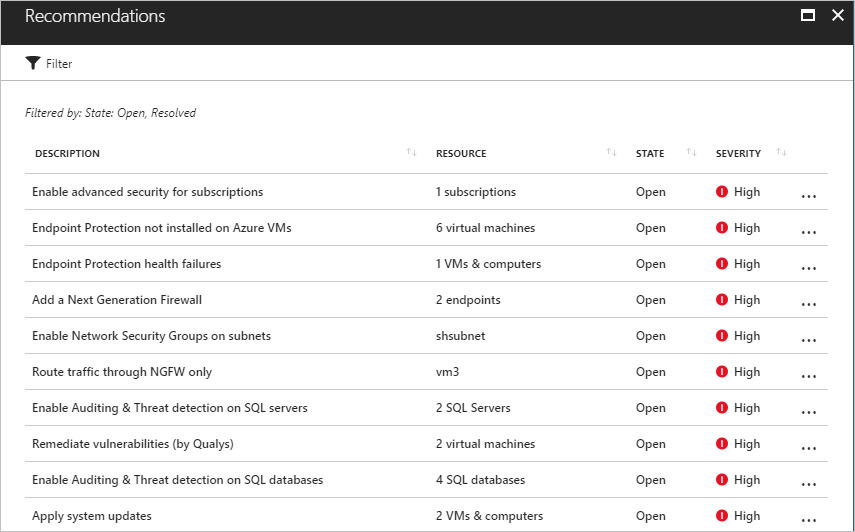 Recommendations
Filter
Filtered by: State: Open, Resolved
DESCRIPTION RESOURCE STATE SEVERITY
Enable advanced security for subscriptions 1 subscriptions Open High ...
Endpoint Protection not installed on Azure VMs 6 virtual machines Open High ...
Endpoint Protection health failures 1 VMs & computers Open High ...
Add a Next Generation Firewall 2 endpoints Open High ...
Enable Network Security Groups on subnets shsubnet Open High ...
Route traffic through NGFW only vm3 Open High ...
Enable Auditing & Threat detection on SQL servers 2 SQL Servers Open High ...
Remediate vulnerabilities (by Qualys) 2 virtual machines Open High ...
Enable Auditing & Threat detection on SQL databases 4 SQL databases Open High ...
Apply system updates 2 VMs & computers Open High ...